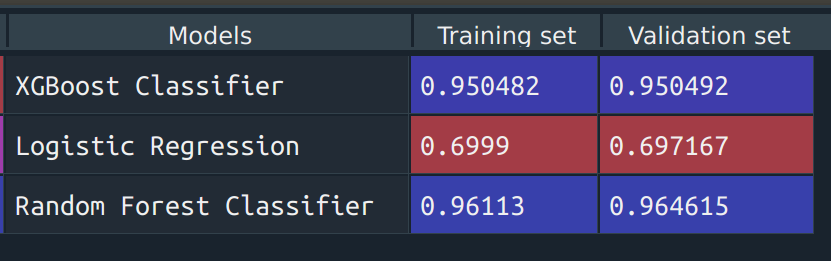 Models Training set Validation set
XGBoost Classifier 0.950482 0.950492
Logistic Regression 0.6999 0.697167
Random Forest Classifier 0.96113 0.964615